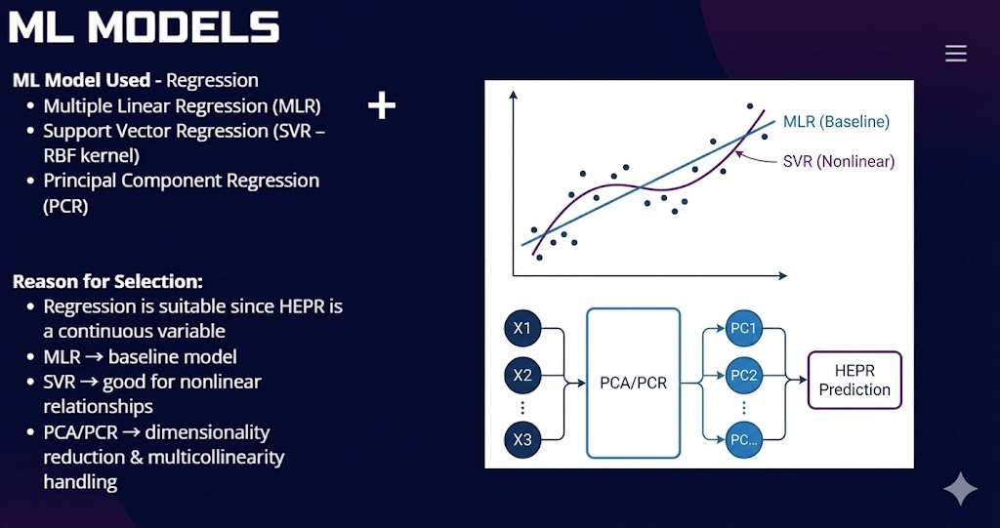 ML MODELS
ML Model Used - Regression
• Multiple Linear Regression (MLR)
• Support Vector Regression (SVR –
RBF kernel)
• Principal Component Regression
(PCR)
+
Reason for Selection:
• Regression is suitable since HEPR is
a continuous variable
• MLR → baseline model
• SVR → good for nonlinear
relationships
• PCA/PCR → dimensionality
reduction & multicollinearity
handling
MLR (Baseline)
SVR (Nonlinear)
X1
X2
⋮
X3
PCA/PCR
PC1
PC2
⋮
PC...
HEPR
Prediction